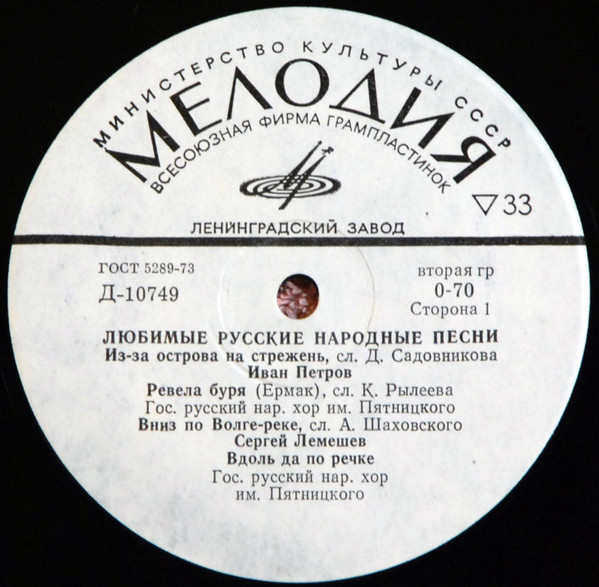 МИНИСТЕРСТВО КУЛЬТУРЫ СССР
МЕЛОДИЯ
ВСЕСОЮЗНАЯ ФИРМА ГРАМПЛАСТИНОК
▽33
ЛЕНИНГРАДСКИЙ ЗАВОД
ГОСТ 5289-73
вторая гр
Д-10749
0-70
Сторона 1
ЛЮБИМЫЕ РУССКИЕ НАРОДНЫЕ ПЕСНИ
Из-за острова на стрежень, сл. Д. Садовникова
Иван Петров
Ревела буря (Ермак), сл. К. Рылеева
Гос. русский нар. хор им. Пятницкого
Вниз по Волге-реке, сл. А. Шаховского
Сергей Лемешев
Вдоль да по речке
Гос. русский нар. хор
им. Пятницкого